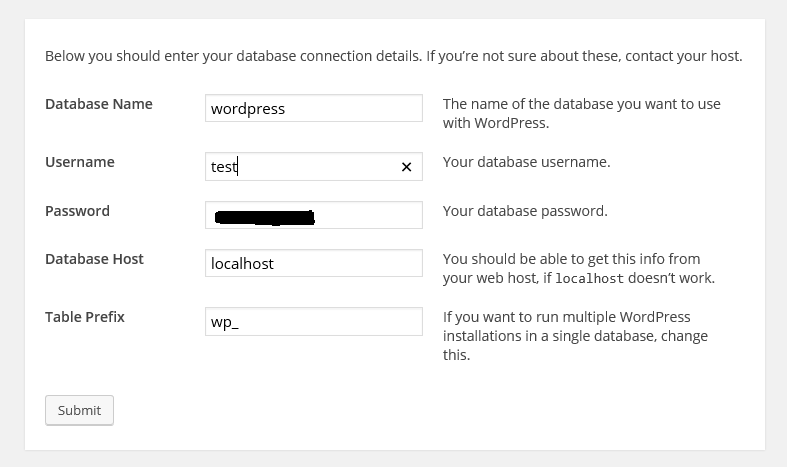 Below you should enter your database connection details. If you’re not sure about these, contact your host.
Database Name
wordpress
The name of the database you want to use
with WordPress.
Username
test
Your database username.
Password
Your database password.
Database Host
localhost
You should be able to get this info from
your web host, if localhost doesn’t work.
Table Prefix
wp_
If you want to run multiple WordPress
installations in a single database, change
this.
Submit